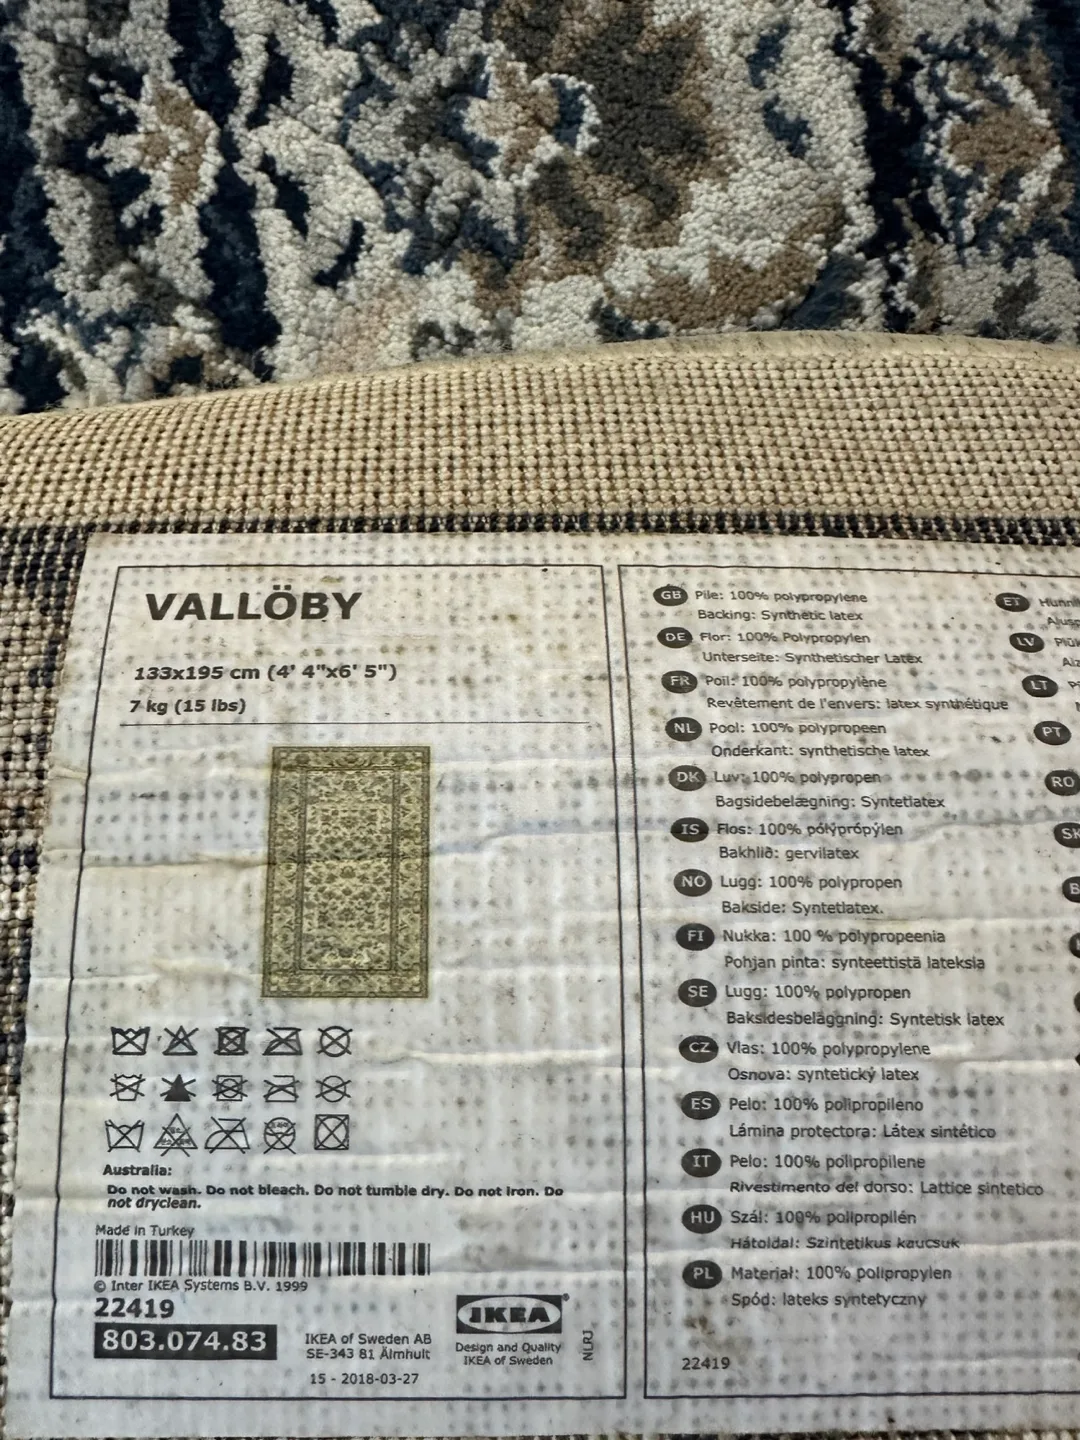 VALLÖBY
133x195 cm (4' 4"x6' 5")
7 kg (15 lbs)
Australia:
Do not wash. Do not bleach. Do not tumble dry. Do not iron. Do
not dryclean.
Made in Turkey
© Inter IKEA Systems B.V. 1999
22419
803.074.83
IKEA of Sweden AB
SE-343 81 Älmhult
15 - 2018-03-27
IKEA®
Design and Quality
IKEA of Sweden
NLRJ
GB Pile: 100% polypropylene
Backing: Synthetic latex
DE Flor: 100% Polypropylen
Unterseite: Synthetischer Latex
FR Poil: 100% polypropylène
Revêtement de l'envers: latex synthétique
NL Pool: 100% polypropeen
Onderkant: synthetische latex
DK Luv: 100% polypropen
Bagsidebelægning: Syntetlatex
IS Flos: 100% pólýprópýlen
Bakhlið: gervilatex
NO Lugg: 100% polypropen
Bakside: Syntetlatex.
FI Nukka: 100 % polypropeenia
Pohjan pinta: synteettistä lateksia
SE Lugg: 100% polypropen
Baksidesbeläggning: Syntetisk latex
CZ Vlas: 100% polypropylene
Osnova: syntetický latex
ES Pelo: 100% polipropileno
Lámina protectora: Látex sintético
IT Pelo: 100% polipropilene
Rivestimento del dorso: Lattice sintetico
HU Szál: 100% polipropilén
Hátoldal: Szintetikus kaucsuk
PL Materiał: 100% polipropylen
Spód: lateks syntetyczny
22419
ET
LV
LT
PT
RO
SK